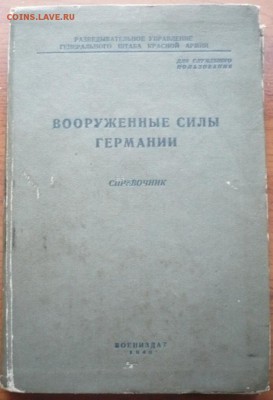 COINS.LAVE.RU
РАЗВЕДЫВАТЕЛЬНОЕ УПРАВЛЕНИЕ
ГЕНЕРАЛЬНОГО ШТАБА КРАСНОЙ АРМИИ
ДЛЯ СЛУЖЕБНОГО
ПОЛЬЗОВАНИЯ
ВООРУЖЕННЫЕ СИЛЫ
ГЕРМАНИИ
СПРАВОЧНИК
ВОЕНИЗДАТ